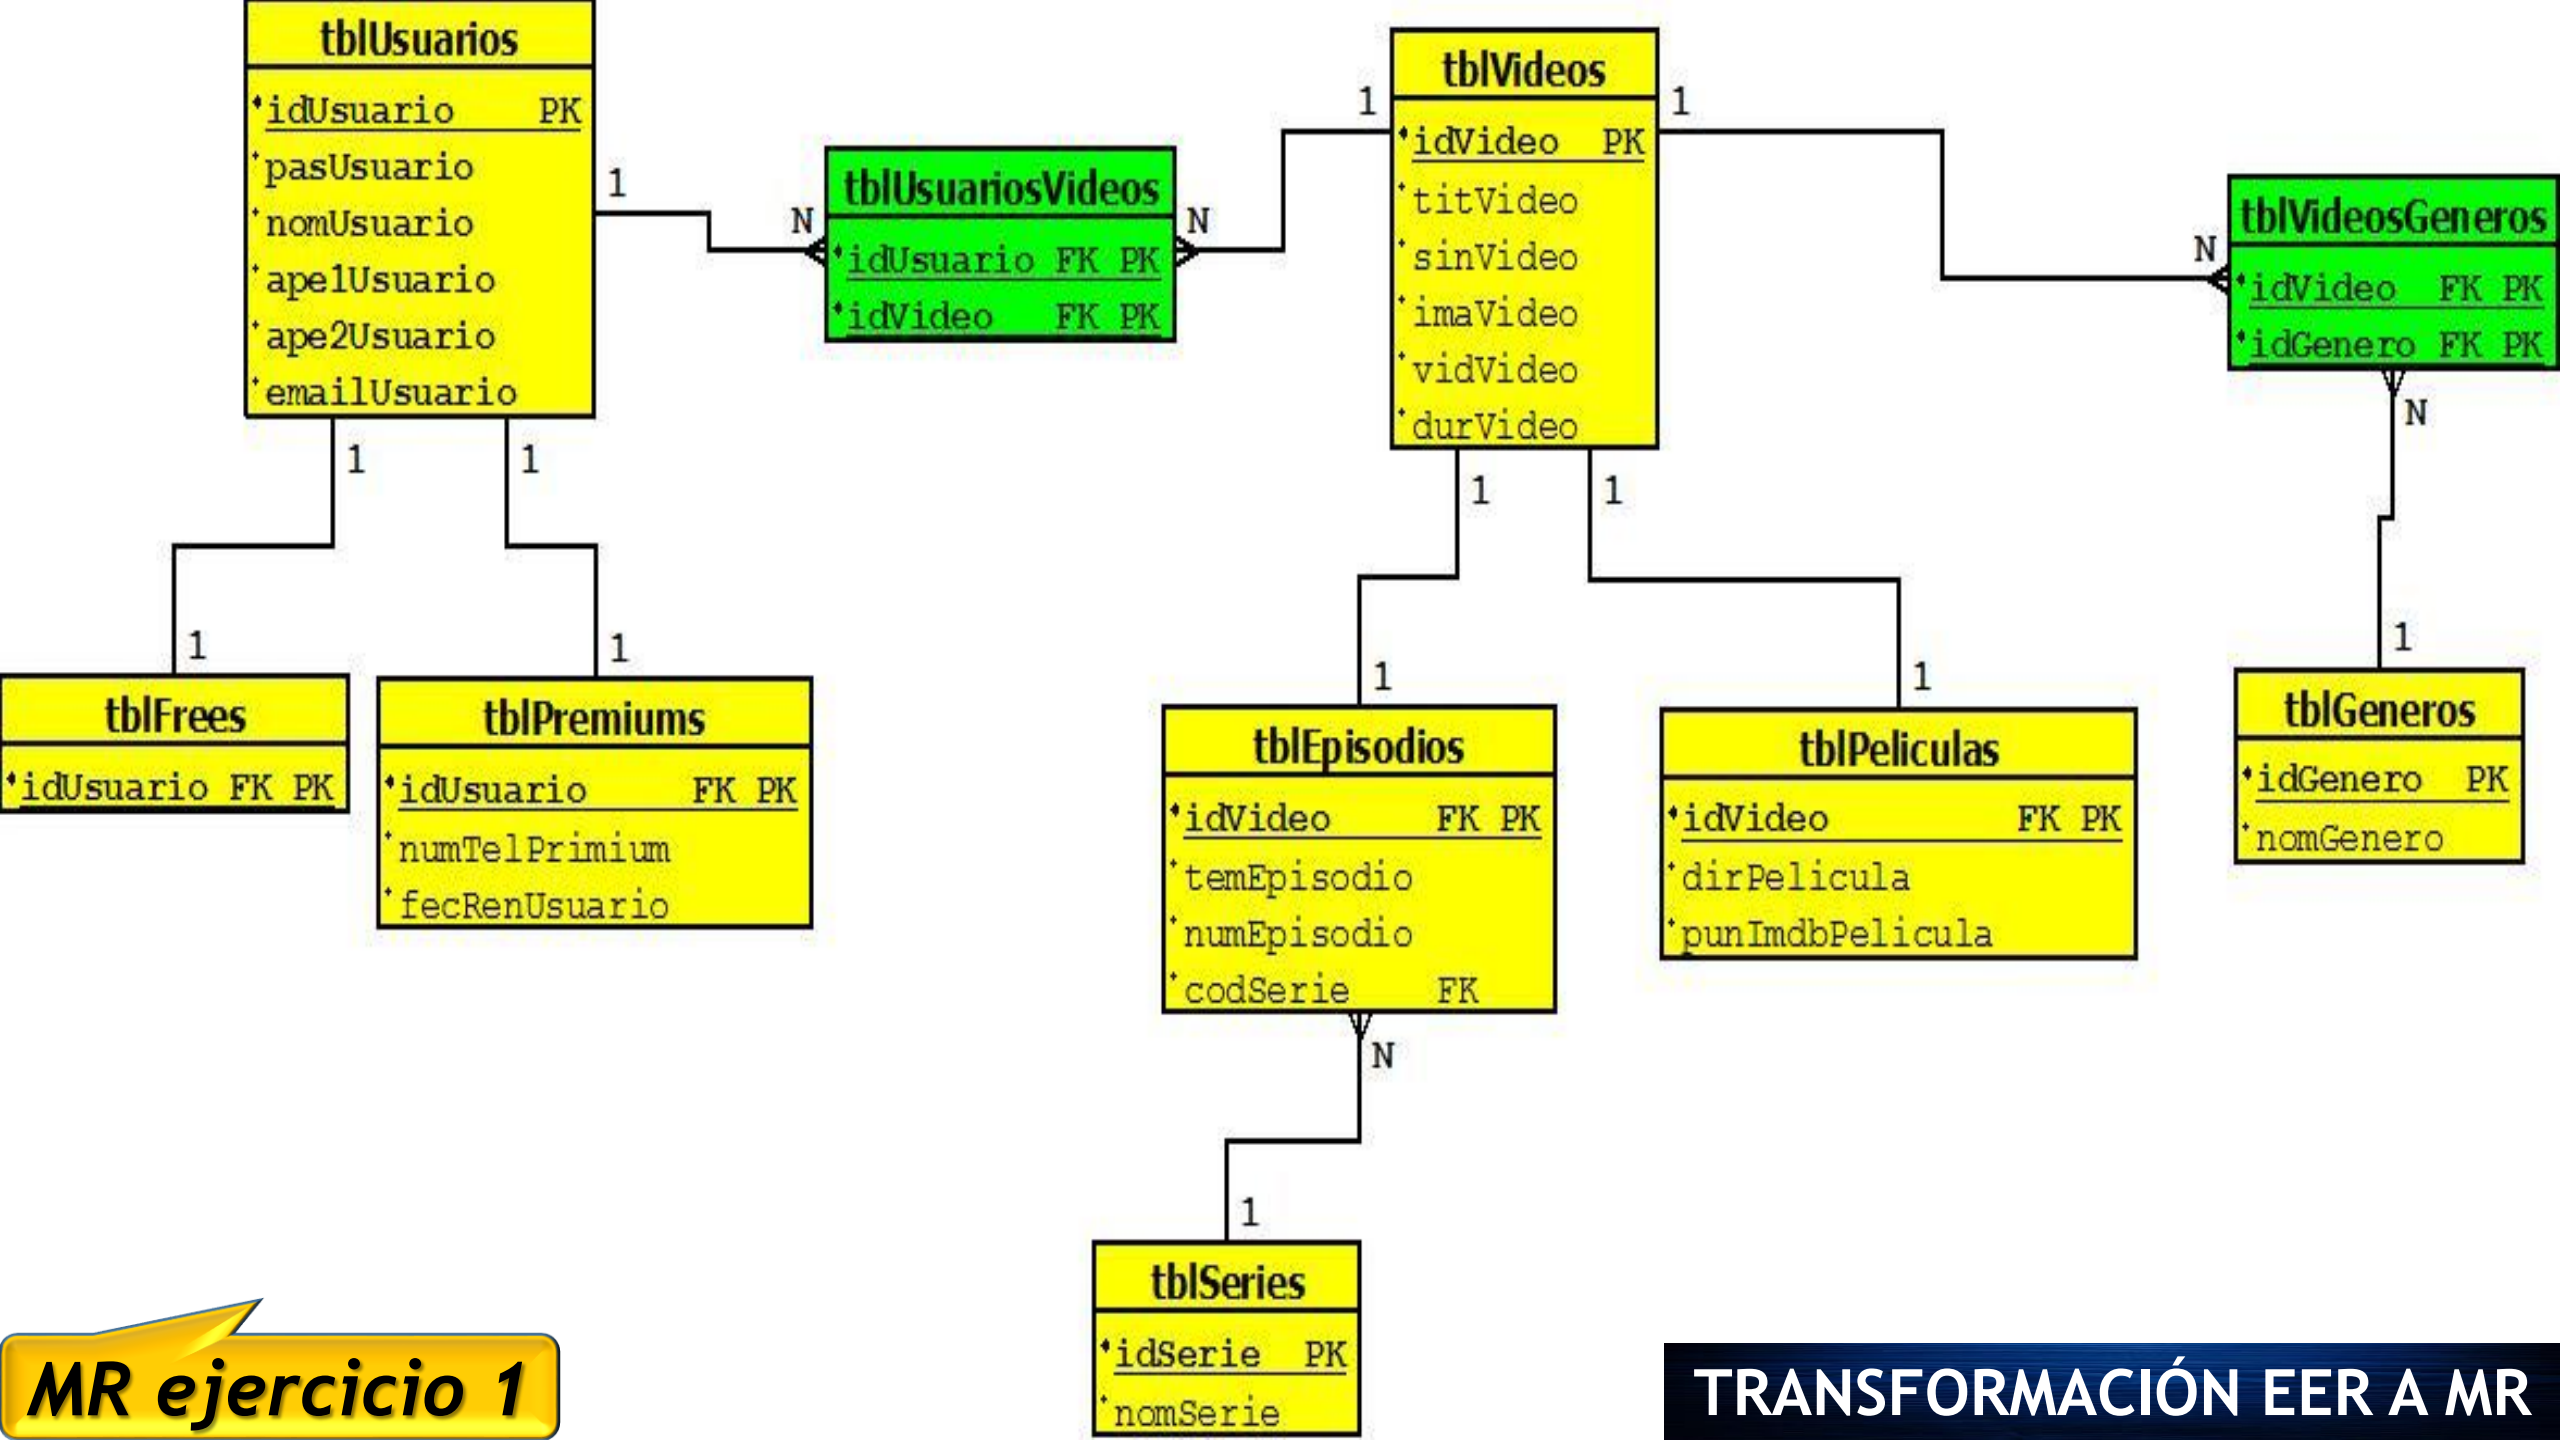 tblUsuarios
idUsuario PK
pasUsuario
nomUsuario
ape1Usuario
ape2Usuario
emailUsuario
1
N
tblUsuariosVideos
idUsuario FK PK
idVideo FK PK
N
1
tblVideos
idVideo PK
titVideo
sinVideo
imaVideo
vidVideo
durVideo
1
N
tblVideosGeneros
idVideo FK PK
idGenero FK PK
N
1
1
1
1
1
1
1
1
1
tblFrees
idUsuario FK PK
tblPremiums
idUsuario FK PK
numTelPrimium
fecRenUsuario
tblEpisodios
idVideo FK PK
temEpisodio
numEpisodio
codSerie FK
N
tblPeliculas
idVideo FK PK
dirPelicula
punImdbPelicula
tblGeneros
idGenero PK
nomGenero
1
tblSeries
idSerie PK
nomSerie
MR ejercicio 1
TRANSFORMACIÓN EER A MR